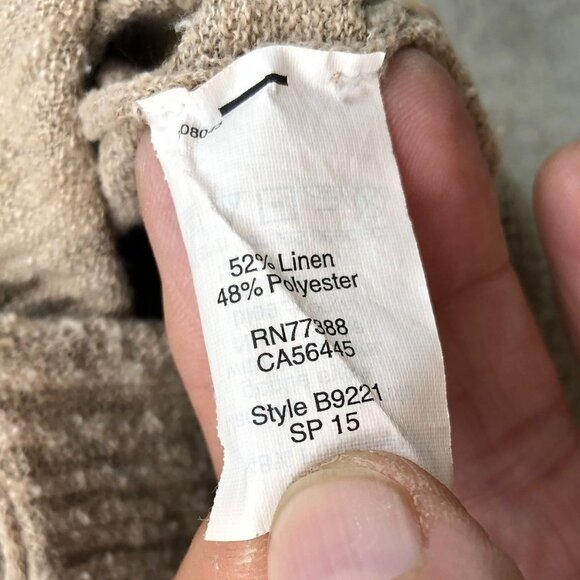 52% Linen
48% Polyester
RN77388
CA56445
Style B9221
SP 15